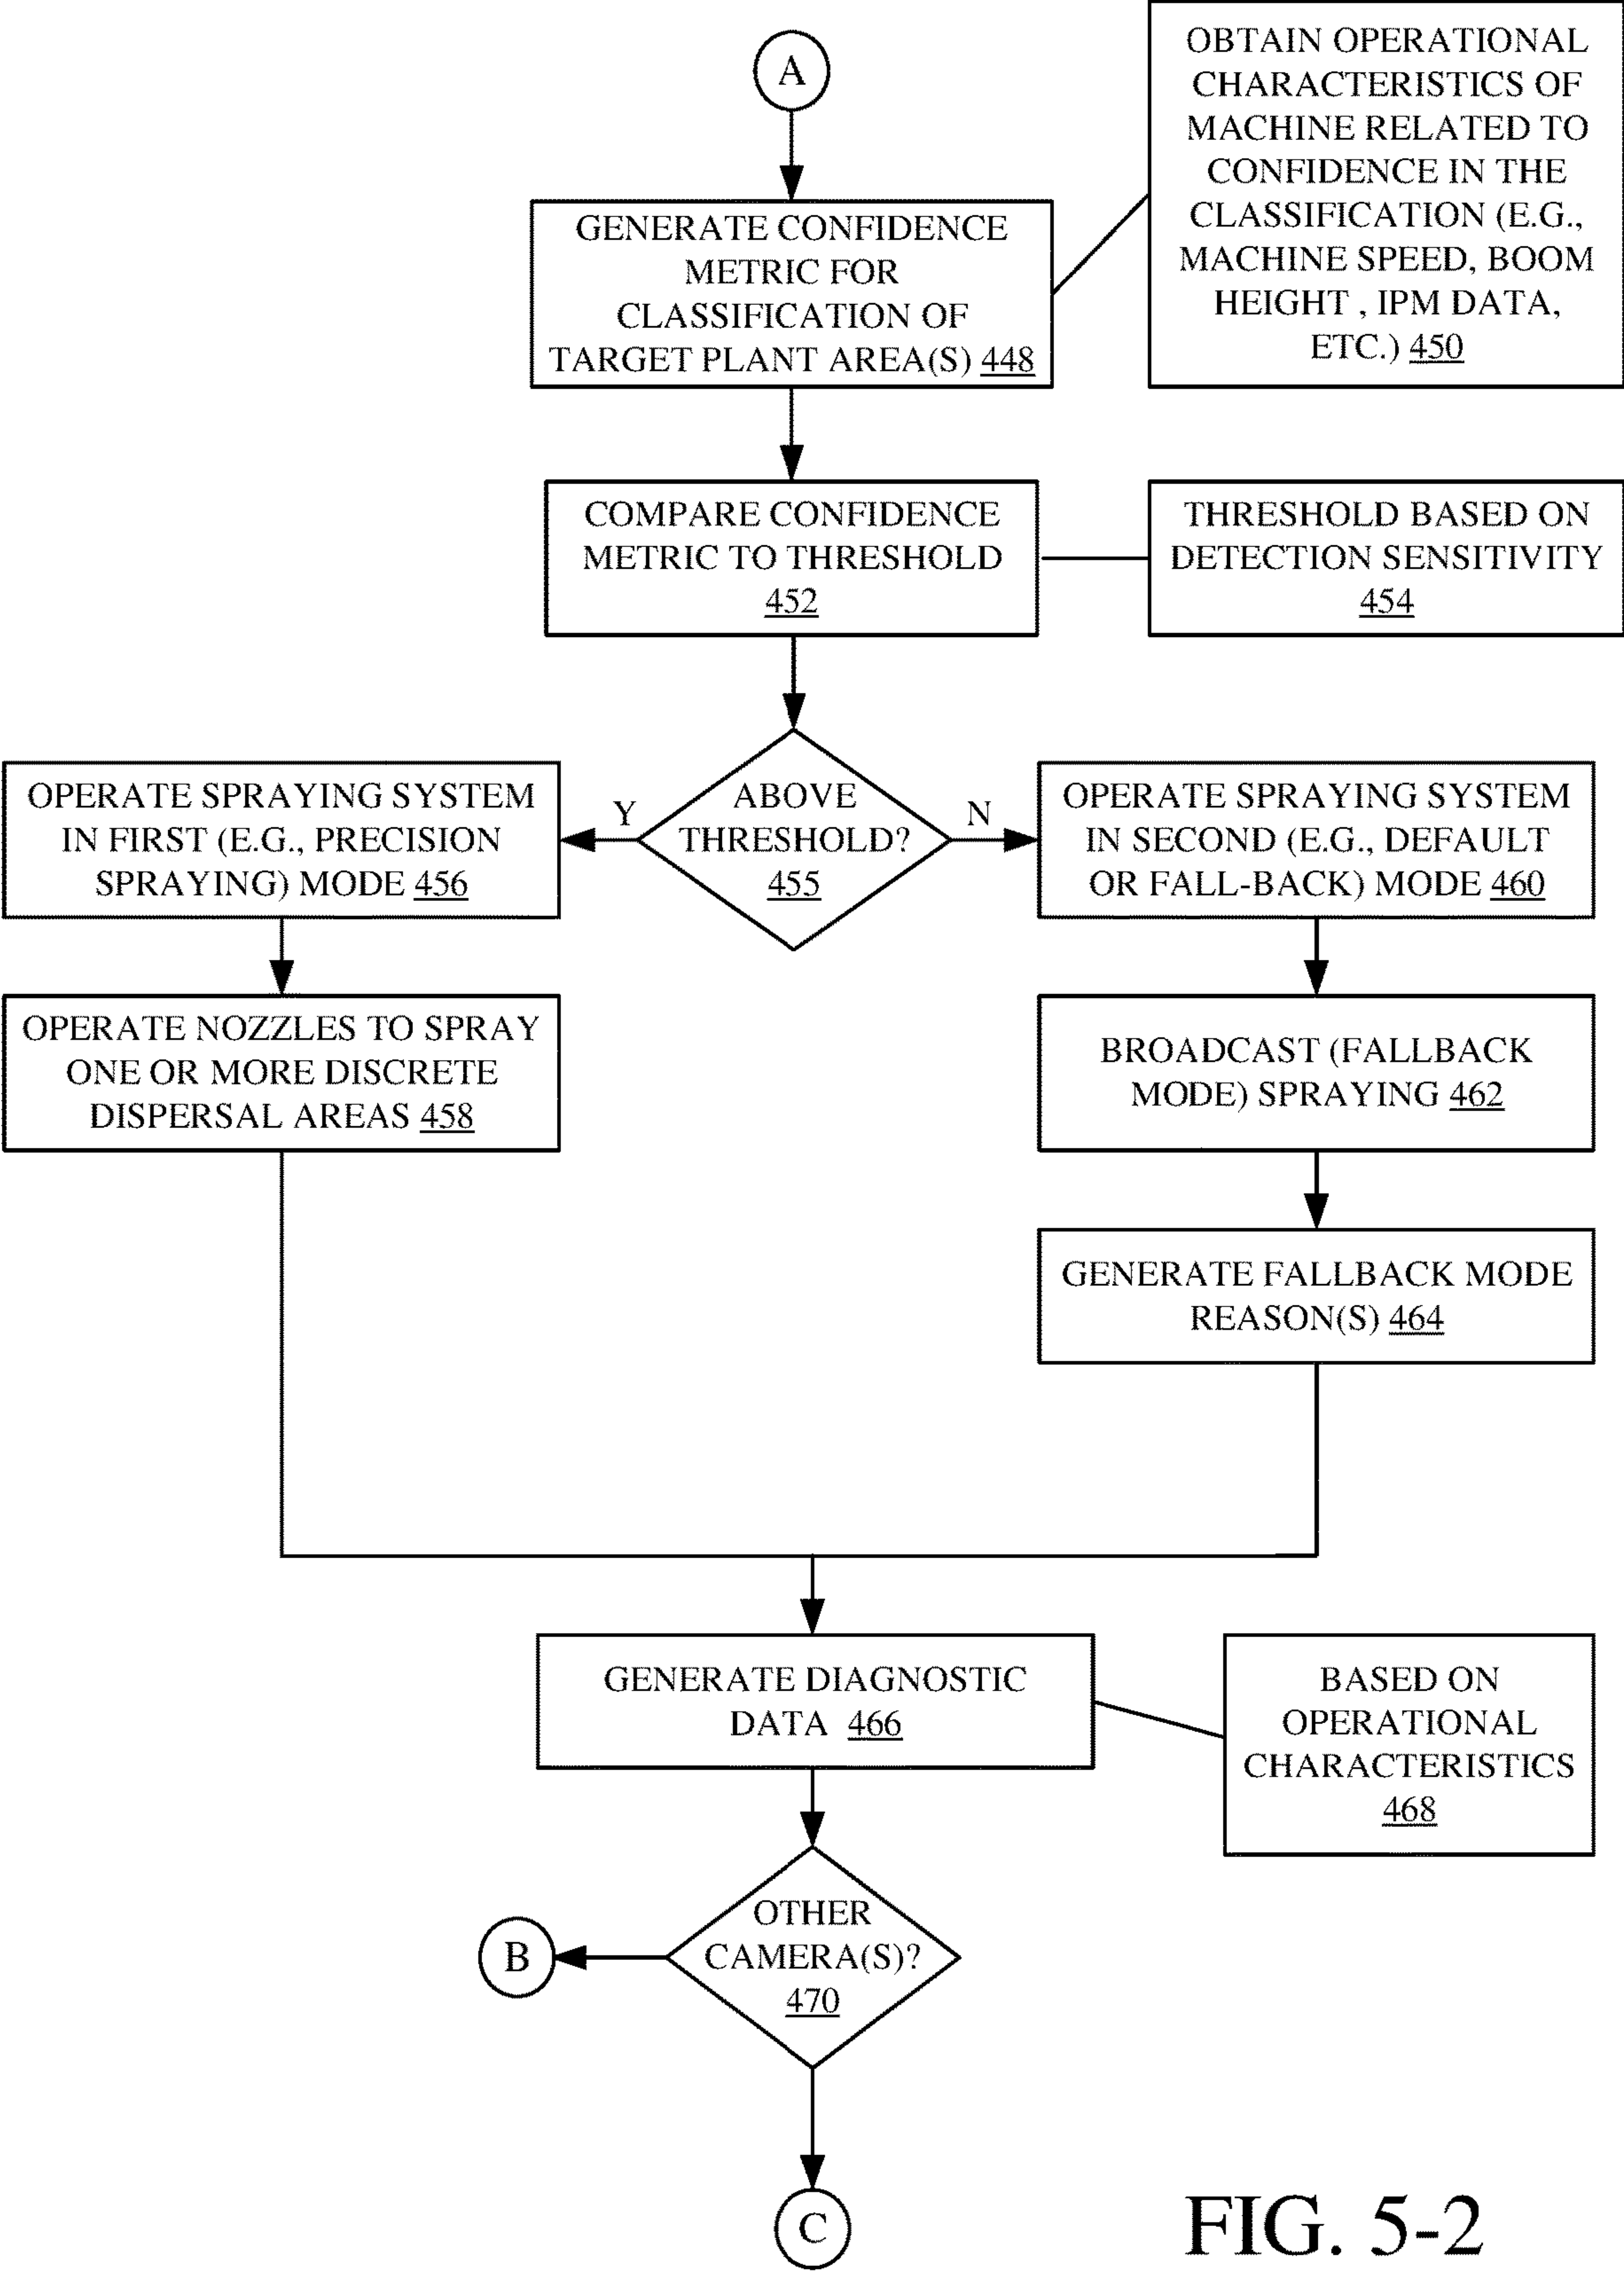 A
OBTAIN OPERATIONAL
CHARACTERISTICS OF
MACHINE RELATED TO
CONFIDENCE IN THE
CLASSIFICATION (E.G.,
MACHINE SPEED, BOOM
HEIGHT , IPM DATA,
ETC.) 450
GENERATE CONFIDENCE
METRIC FOR
CLASSIFICATION OF
TARGET PLANT AREA(S) 448
COMPARE CONFIDENCE
METRIC TO THRESHOLD
452
THRESHOLD BASED ON
DETECTION SENSITIVITY
454
ABOVE
THRESHOLD?
455
Y
N
OPERATE SPRAYING SYSTEM
IN FIRST (E.G., PRECISION
SPRAYING) MODE 456
OPERATE SPRAYING SYSTEM
IN SECOND (E.G., DEFAULT
OR FALL-BACK) MODE 460
OPERATE NOZZLES TO SPRAY
ONE OR MORE DISCRETE
DISPERSAL AREAS 458
BROADCAST (FALLBACK
MODE) SPRAYING 462
GENERATE FALLBACK MODE
REASON(S) 464
GENERATE DIAGNOSTIC
DATA 466
BASED ON
OPERATIONAL
CHARACTERISTICS
468
OTHER
CAMERA(S)?
470
B
C
FIG. 5-2